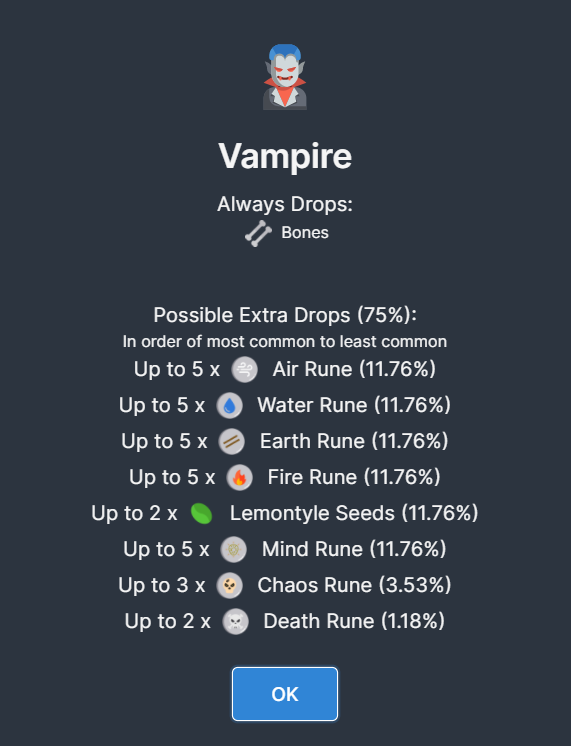 Vampire
Always Drops:
Bones
Possible Extra Drops (75%):
In order of most common to least common
Up to 5 x Air Rune (11.76%)
Up to 5 x Water Rune (11.76%)
Up to 5 x Earth Rune (11.76%)
Up to 5 x Fire Rune (11.76%)
Up to 2 x Lemontyle Seeds (11.76%)
Up to 5 x Mind Rune (11.76%)
Up to 3 x Chaos Rune (3.53%)
Up to 2 x Death Rune (1.18%)
OK